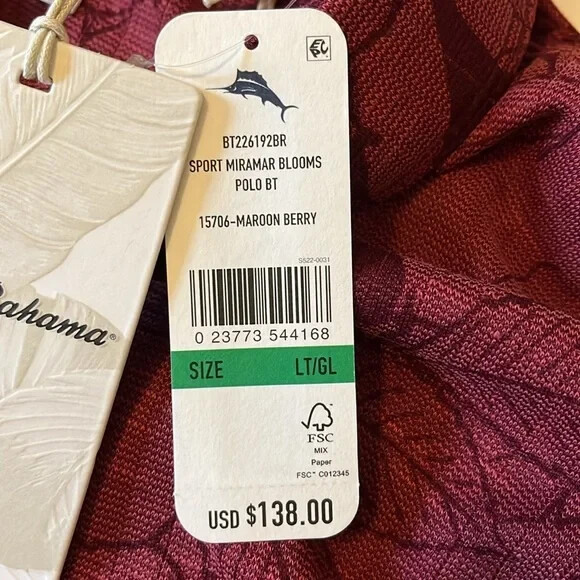 Bahama®
BT226192BR
SPORT MIRAMAR BLOOMS
POLO BT
15706-MAROON BERRY
SS22-0031
0 23773 544168
SIZE LT/GL
FSC
MIX
Paper
FSC™ C012345
USD $138.00